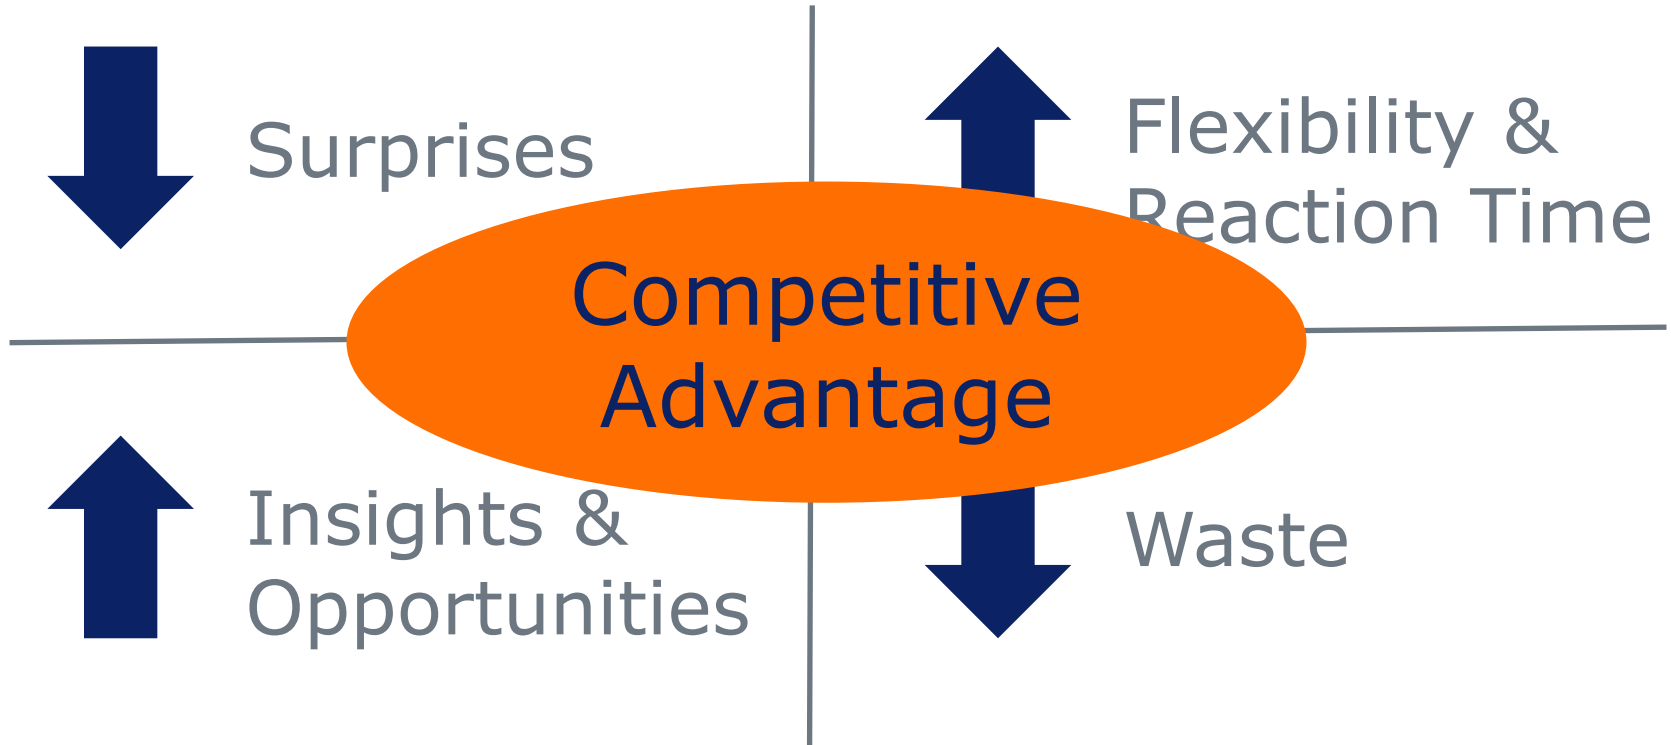 Surprises
Flexibility &
Reaction Time
Competitive
Advantage
Insights &
Opportunities
Waste